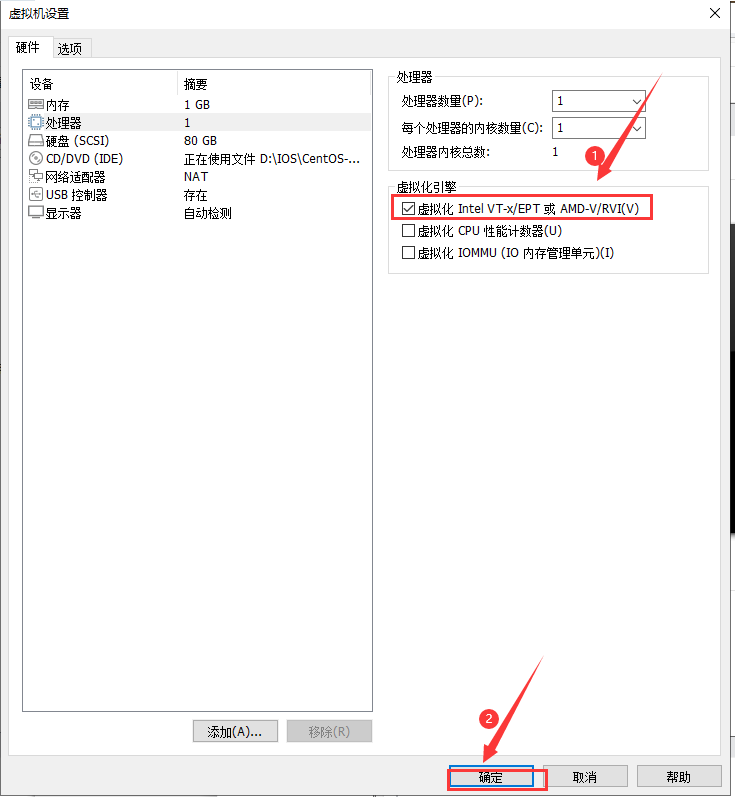 虚拟机设置
硬件 选项
设备 摘要
内存 1 GB
处理器 1
硬盘 (SCSI) 80 GB
CD/DVD (IDE) 正在使用文件 D:\IOS\CentOS-...
网络适配器 NAT
USB 控制器 存在
显示器 自动检测
添加(A)... 移除(R)
处理器
处理器数量(P): 1
每个处理器的内核数量(C): 1
处理器内核总数: 1
1
虚拟化引擎
虚拟化 Intel VT-x/EPT 或 AMD-V/RVI(V)
虚拟化 CPU 性能计数器(U)
虚拟化 IOMMU (IO 内存管理单元)(I)
2
确定 取消 帮助